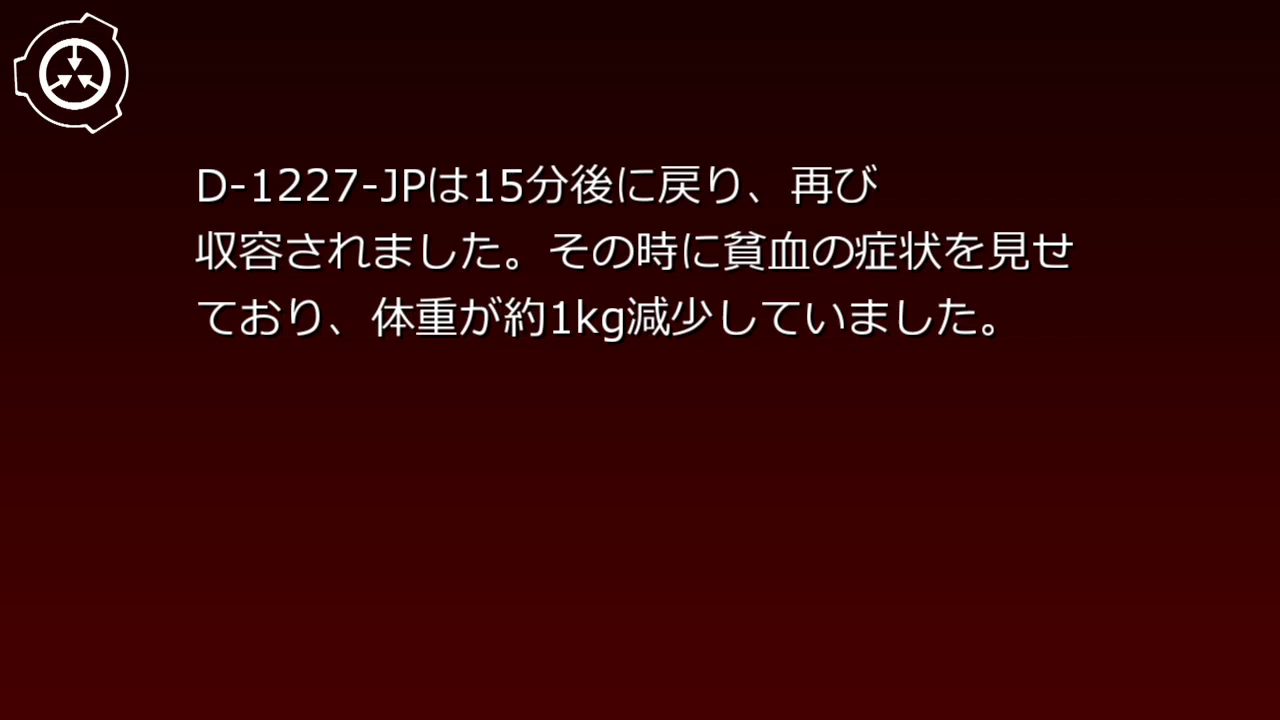 D-1227-JPは15分後に戻り、再び
収容されました。その時に貧血の症状を見せ
ており、体重が約1kg減少していました。